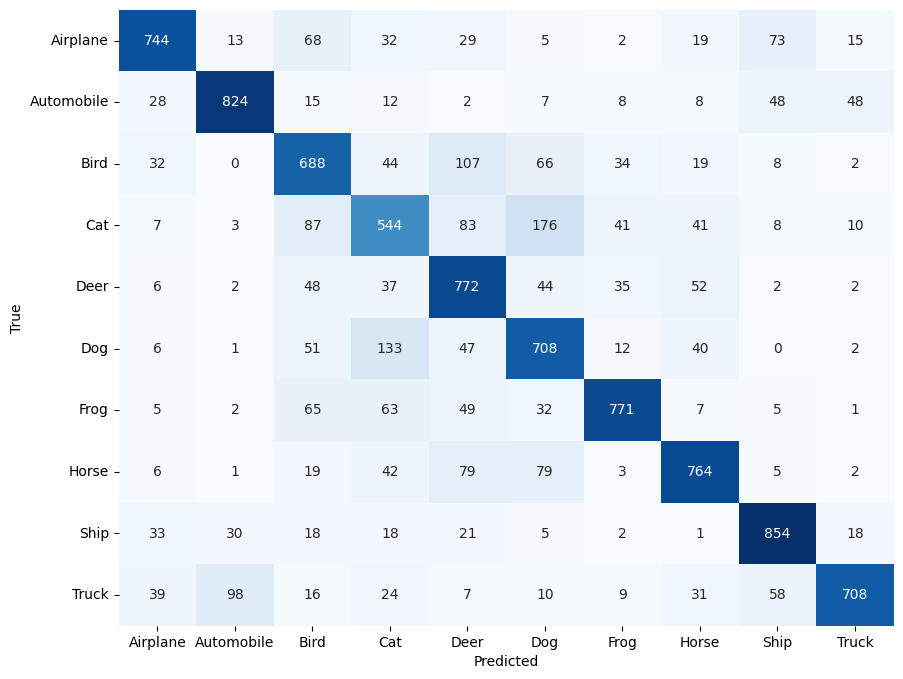 Airplane 744 13 68 32 29 5 2 19 73 15
Automobile 28 824 15 12 2 7 8 8 48 48
Bird 32 0 688 44 107 66 34 19 8 2
Cat 7 3 87 544 83 176 41 41 8 10
Deer 6 2 48 37 772 44 35 52 2 2
Dog 6 1 51 133 47 708 12 40 0 2
Frog 5 2 65 63 49 32 771 7 5 1
Horse 6 1 19 42 79 79 3 764 5 2
Ship 33 30 18 18 21 5 2 1 854 18
Truck 39 98 16 24 7 10 9 31 58 708
Airplane Automobile Bird Cat Deer Dog Frog Horse Ship Truck
Predicted
True